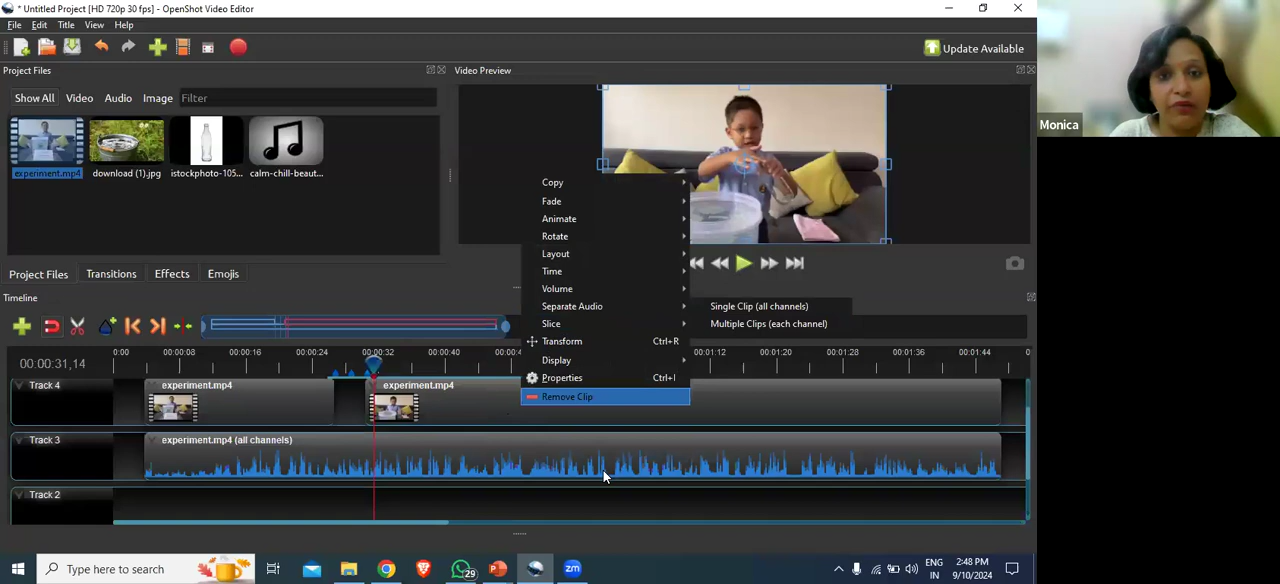 * Untitled Project [HD 720p 30 fps] - OpenShot Video Editor
File Edit Title View Help
Update Available
Project Files
Video Preview
Show All Video Audio Image Filter
experiment.mp4 download (1).jpg istockphoto-105... calm-chill-beaut...
Monica
Copy
Fade
Animate
Rotate
Layout
Time
Volume
Separate Audio
Slice
Transform Ctrl+R
Display
Properties Ctrl+I
Remove Clip
Single Clip (all channels)
Multiple Clips (each channel)
Project Files Transitions Effects Emojis
Timeline
00:00:31,14
0:00 00:00:08 00:00:16 00:00:24 00:00:32 00:00:40 00:00:4 00:01:12 00:01:20 00:01:28 00:01:36 00:01:44
Track 4 experiment.mp4 experiment.mp4
Track 3 experiment.mp4 (all channels)
Track 2
Type here to search
29
zm
ENG
IN
2:48 PM
9/10/2024